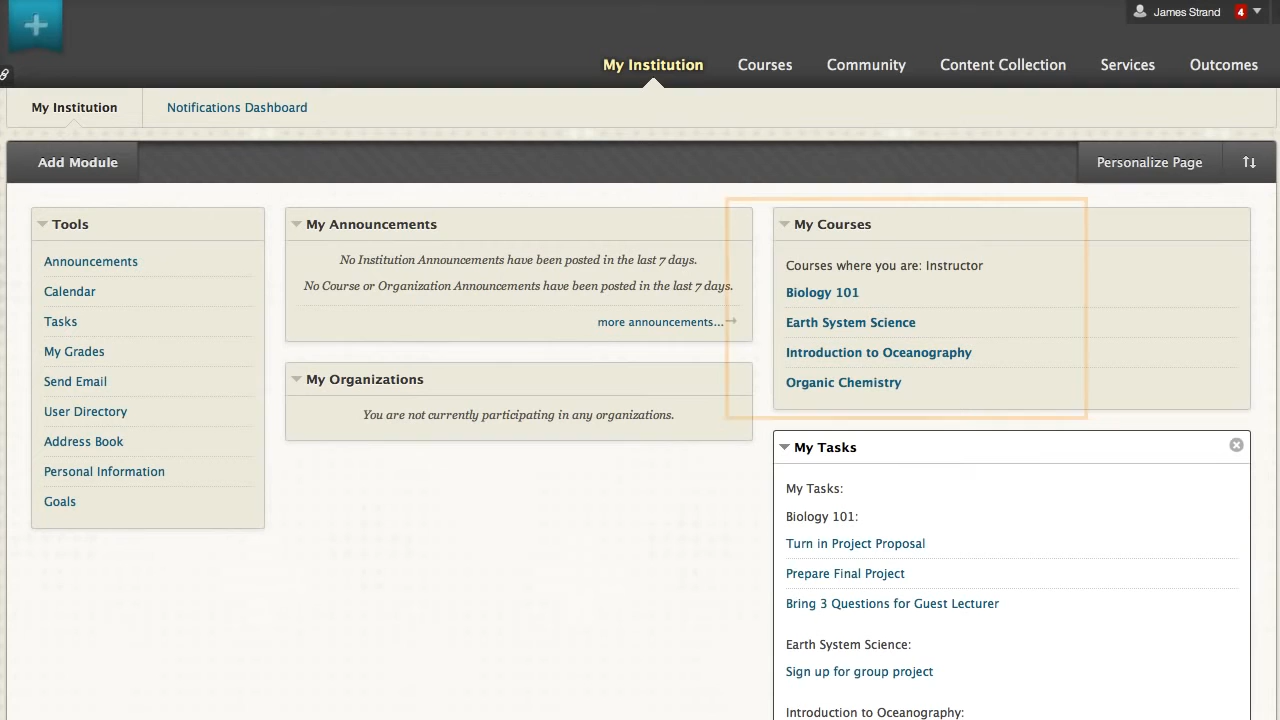 James Strand 4
My Institution Courses Community Content Collection Services Outcomes
My Institution Notifications Dashboard
Add Module Personalize Page
Tools
Announcements
Calendar
Tasks
My Grades
Send Email
User Directory
Address Book
Personal Information
Goals
My Announcements
No Institution Announcements have been posted in the last 7 days.
No Course or Organization Announcements have been posted in the last 7 days.
more announcements...→
My Organizations
You are not currently participating in any organizations.
My Courses
Courses where you are: Instructor
Biology 101
Earth System Science
Introduction to Oceanography
Organic Chemistry
My Tasks
My Tasks:
Biology 101:
Turn in Project Proposal
Prepare Final Project
Bring 3 Questions for Guest Lecturer
Earth System Science:
Sign up for group project
Introduction to Oceanography: